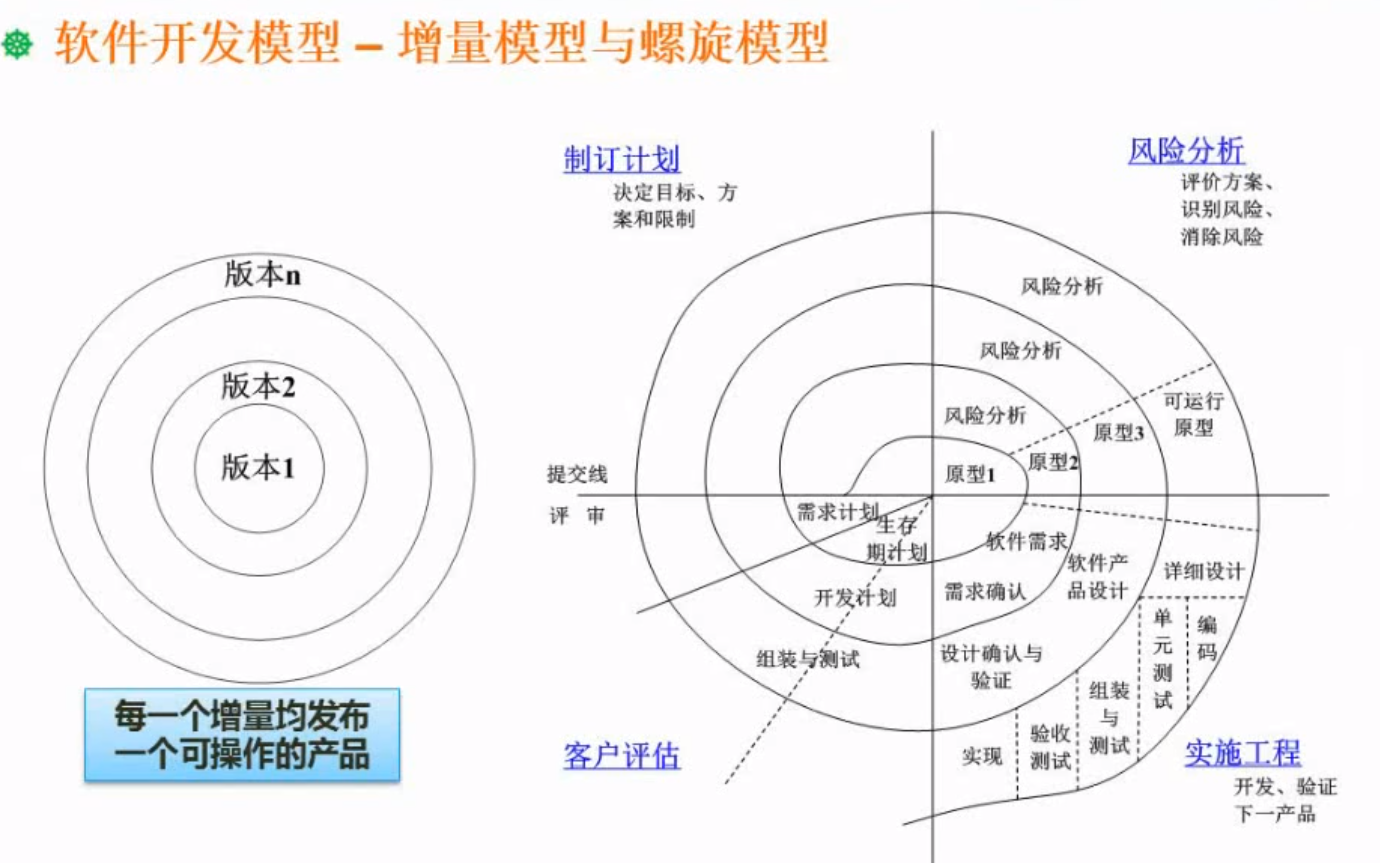 软件开发模型 – 增量模型与螺旋模型
版本n
版本2
版本1
每一个增量均发布
一个可操作的产品
制订计划
决定目标、方
案和限制
风险分析
评价方案、
识别风险、
消除风险
风险分析
风险分析
风险分析
可运行
原型
原型3
原型2
原型1
提交线
评 审
需求计划
生存
期计划
开发计划
组装与测试
软件需求
需求确认
软件产
品设计
设计确认与
验证
详细设计
单
元
测
试
编
码
组装
与
测试
验收
测试
实现
客户评估
实施工程
开发、验证
下一产品